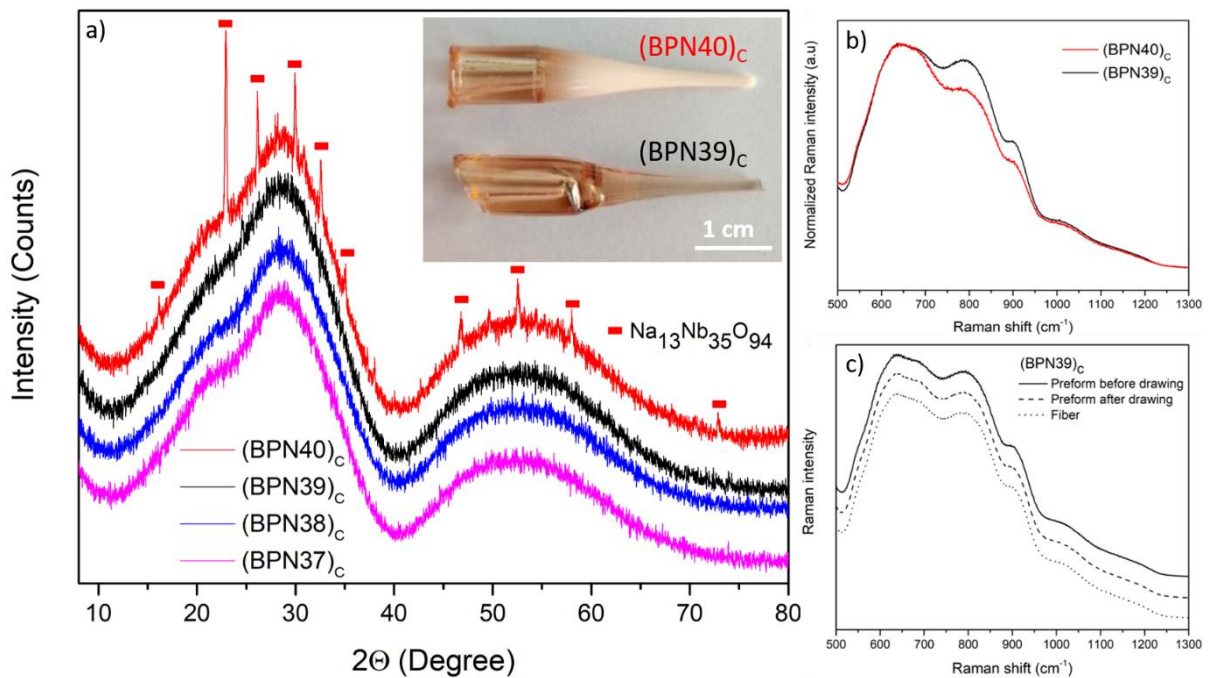 a)
(BPN40)C
(BPN39)C
1 cm
Na13Nb35O94
(BPN40)C
(BPN39)C
(BPN38)C
(BPN37)C
Intensity (Counts)
10 20 30 40 50 60 70 80
2Θ (Degree)
b)
(BPN40)C
(BPN39)C
Normalized Raman intensity (a.u)
500 600 700 800 900 1000 1100 1200 1300
Raman shift (cm-1)
c)
(BPN39)C
Preform before drawing
Preform after drawing
Fiber
Raman intensity
500 600 700 800 900 1000 1100 1200 1300
Raman shift (cm-1)